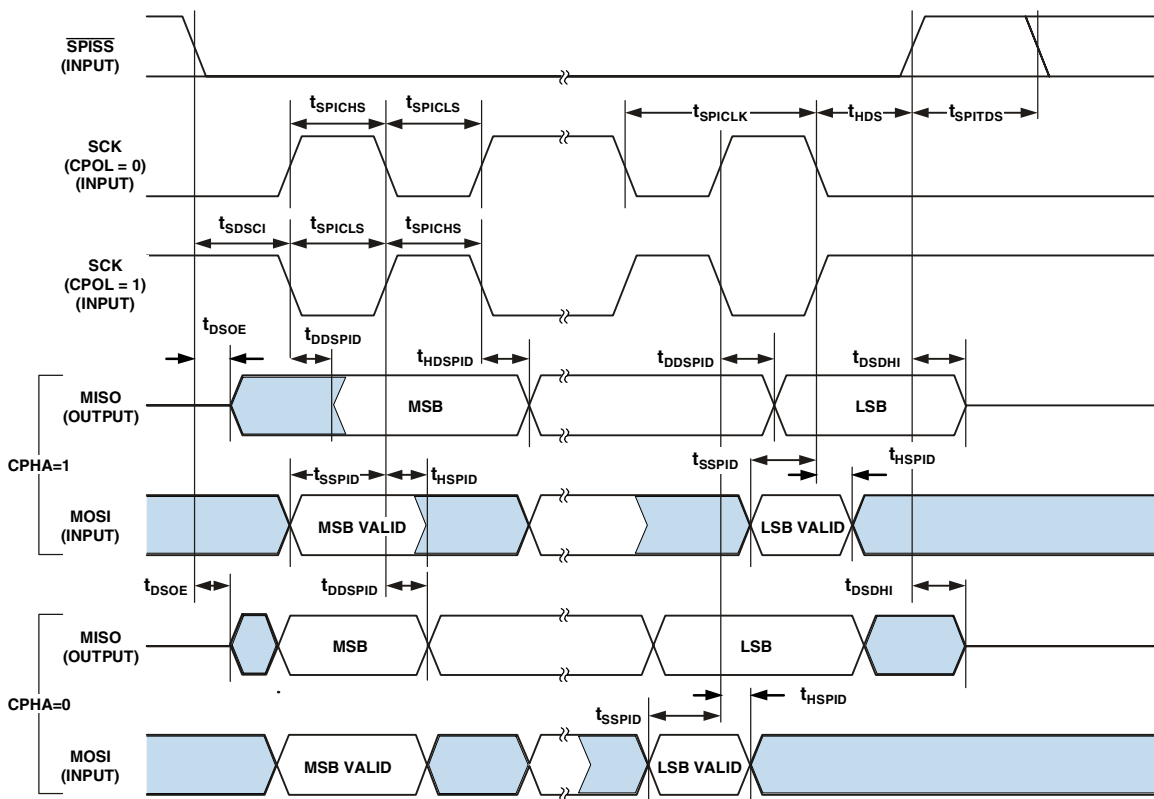 SPISS
(INPUT)
tSPICHS
tSPICLS
tSPICLK
tHDS
tSPITDS
SCK
(CPOL = 0)
(INPUT)
tSDSCI
tSPICLS
tSPICHS
SCK
(CPOL = 1)
(INPUT)
tDSOE
tDDSPID
tHDSPID
tDDSPID
tDSDHI
MISO
(OUTPUT)
MSB
LSB
CPHA=1
tSSPID
tHSPID
tSSPID
tHSPID
MOSI
(INPUT)
MSB VALID
LSB VALID
tDSOE
tDDSPID
tDSDHI
MISO
(OUTPUT)
MSB
LSB
CPHA=0
tSSPID
tHSPID
MOSI
(INPUT)
MSB VALID
LSB VALID